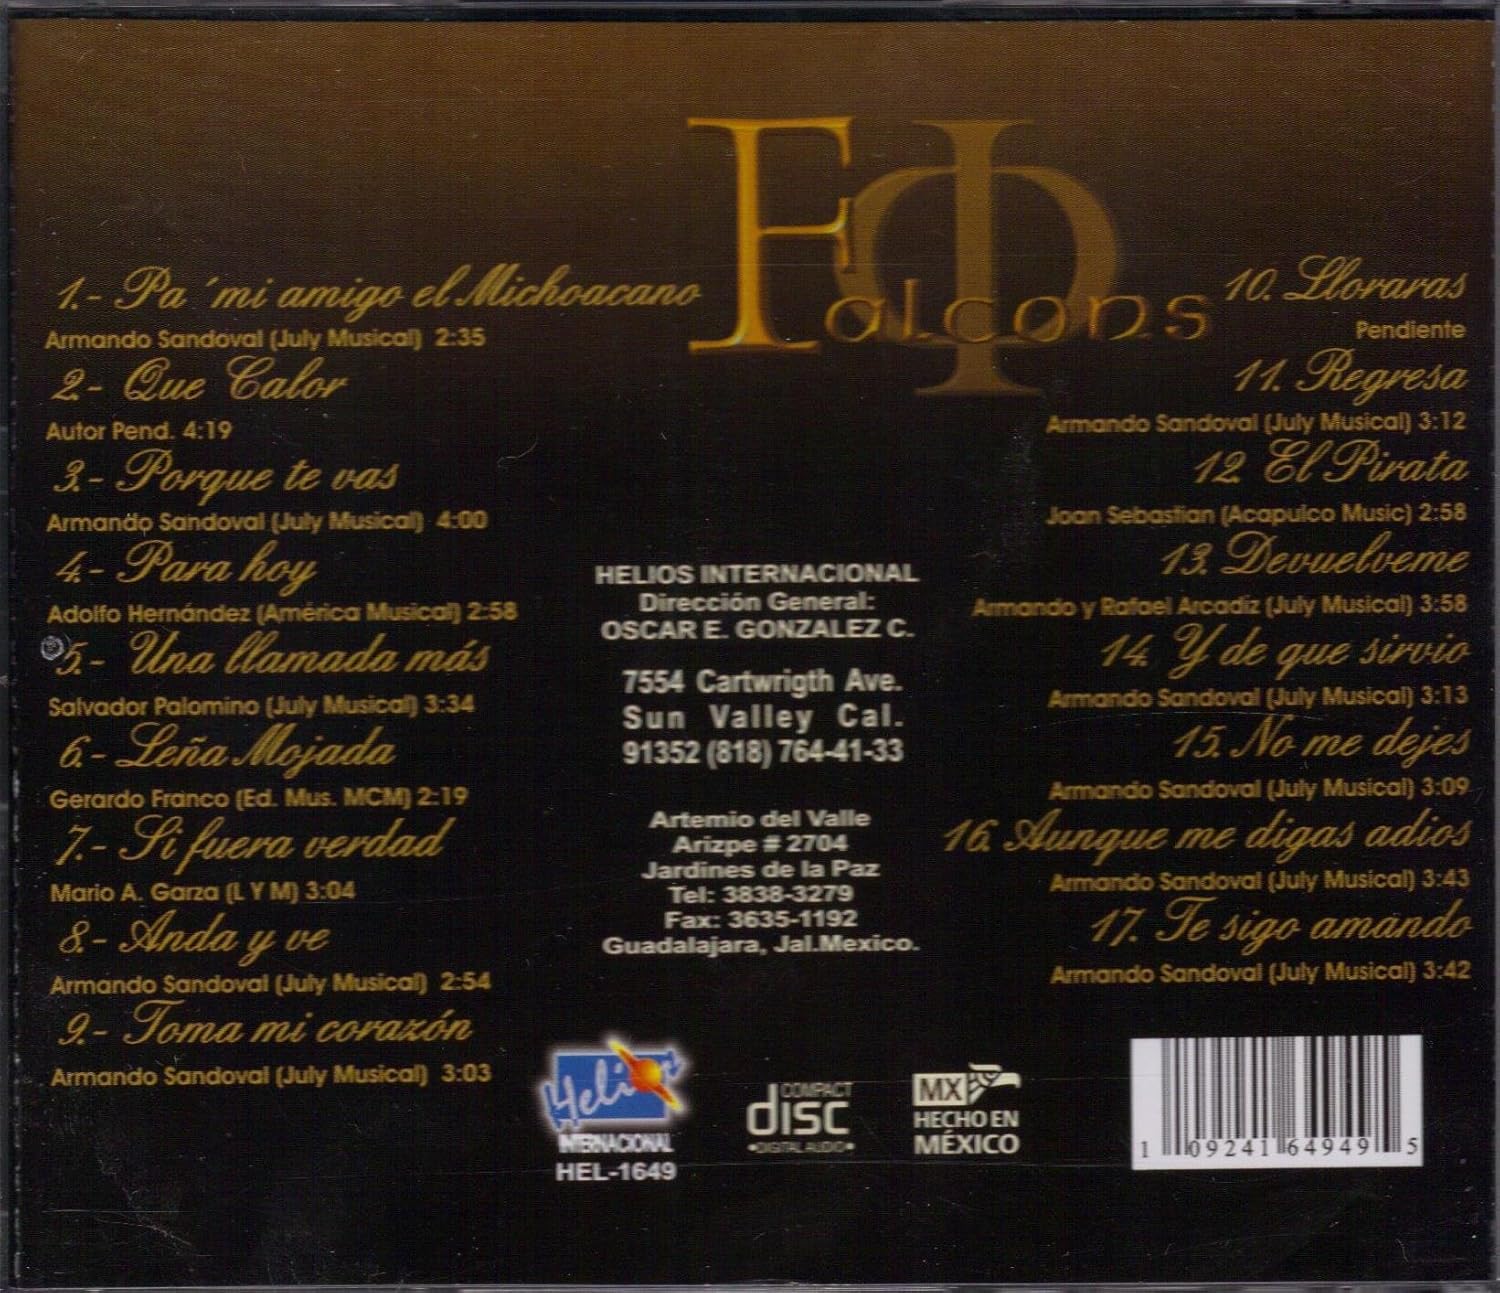 Falcons
1.- Pa´mi amigo el Michoacano
Armando Sandoval (July Musical) 2:35
2.- Que Calor
Autor Pend. 4:19
3.- Porque te vas
Armando Sandoval (July Musical) 4:00
4.- Para hoy
Adolfo Hernández (América Musical) 2:58
5.- Una llamada más
Salvador Palomino (July Musical) 3:34
6.- Leña Mojada
Gerardo Franco (Ed. Mus. MCM) 2:19
7.- Si fuera verdad
Mario A. Garza (L Y M) 3:04
8.- Anda y ve
Armando Sandoval (July Musical) 2:54
9.- Toma mi corazón
Armando Sandoval (July Musical) 3:03
HELIOS INTERNACIONAL
Dirección General:
OSCAR E. GONZALEZ C.
7554 Cartwrigth Ave.
Sun Valley Cal.
91352 (818) 764-41-33
Artemio del Valle
Arizpe # 2704
Jardines de la Paz
Tel: 3838-3279
Fax: 3635-1192
Guadalajara, Jal.Mexico.
10. Lloraras
Pendiente
11. Regresa
Armando Sandoval (July Musical) 3:12
12. El Pirata
Joan Sebastian (Acapulco Music) 2:58
13. Devuelveme
Armando y Rafael Arcadiz (July Musical) 3:58
14. Y de que sirvio
Armando Sandoval (July Musical) 3:13
15. No me dejes
Armando Sandoval (July Musical) 3:09
16. Aunque me digas adios
Armando Sandoval (July Musical) 3:43
17. Te sigo amando
Armando Sandoval (July Musical) 3:42
Helios
INTERNACIONAL
HEL-1649
COMPACT
disc
DIGITAL AUDIO
MX
HECHO EN
MÉXICO
1 09241 64949 5